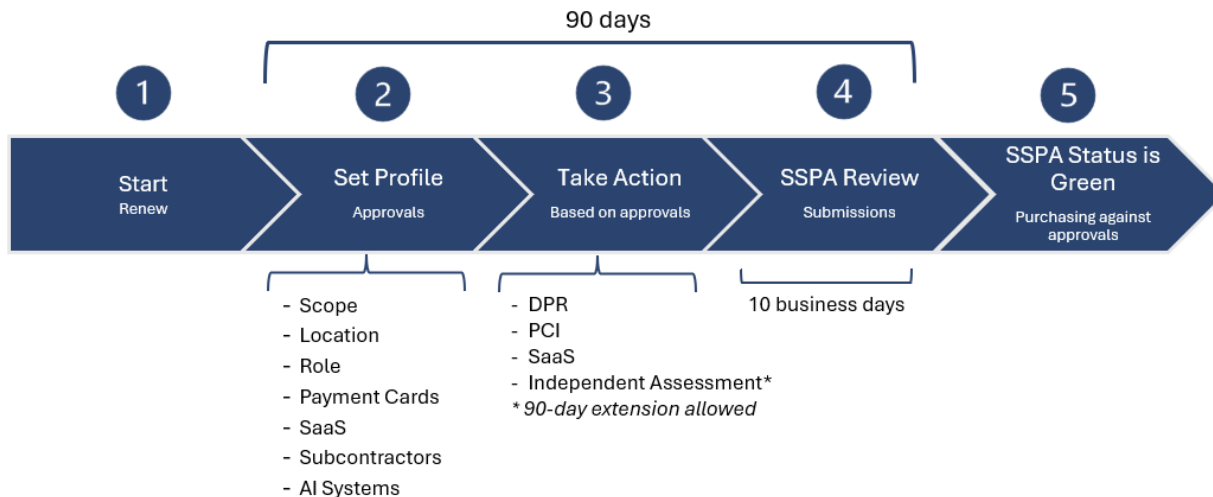 90 days
1
2
3
4
5
Start
Renew
Set Profile
Approvals
Take Action
Based on approvals
SSPA Review
Submissions
SSPA Status is
Green
Purchasing against
approvals
- Scope
- Location
- Role
- Payment Cards
- SaaS
- Subcontractors
- AI Systems
- DPR
- PCI
- SaaS
- Independent Assessment*
* 90-day extension allowed
10 business days